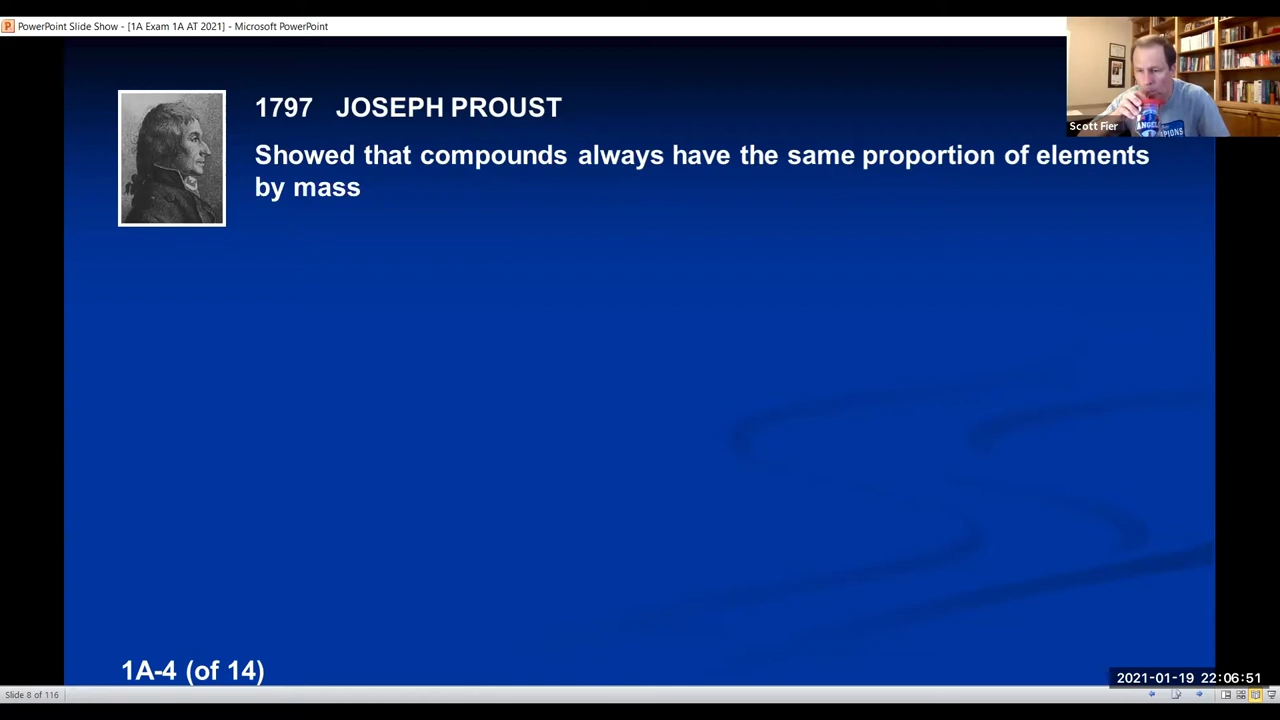 PowerPoint Slide Show - [1A Exam 1A AT 2021] - Microsoft PowerPoint
1797 JOSEPH PROUST
Showed that compounds always have the same proportion of elements
by mass
Scott Fier
ANGEL
1A-4 (of 14)
2021-01-19 22:06:51
Slide 8 of 116